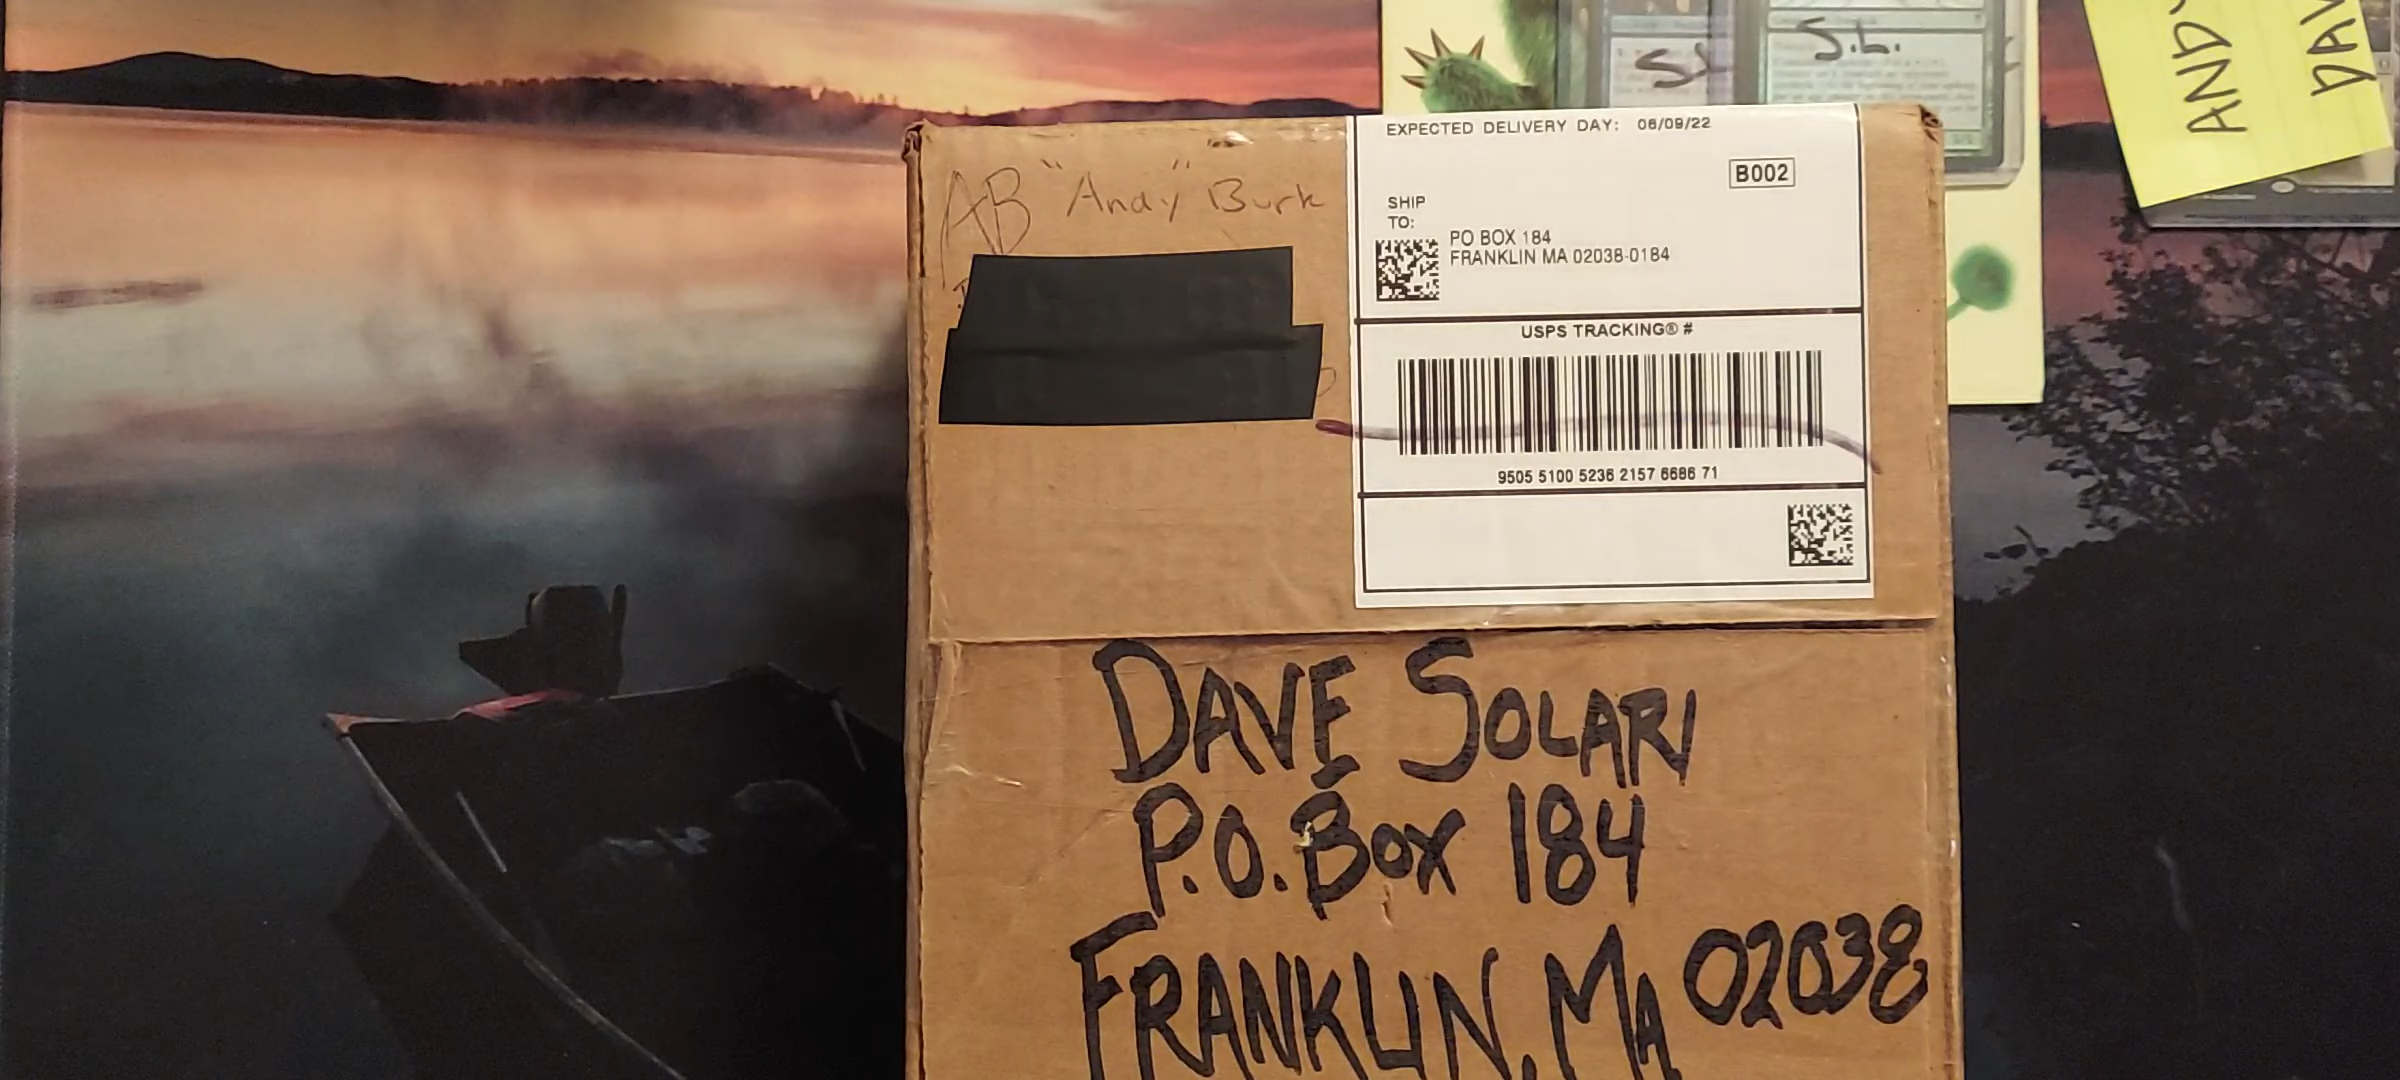 S.L.
ANDY
DAV
EXPECTED DELIVERY DAY: 06/09/22
B002
AB "Andy" Burk
SHIP
TO:
PO BOX 184
FRANKLIN MA 02038-0184
USPS TRACKING® #
9505 5100 5236 2157 6686 71
DAVE SOLARI
P.O. BOX 184
FRANKLIN, MA 02038